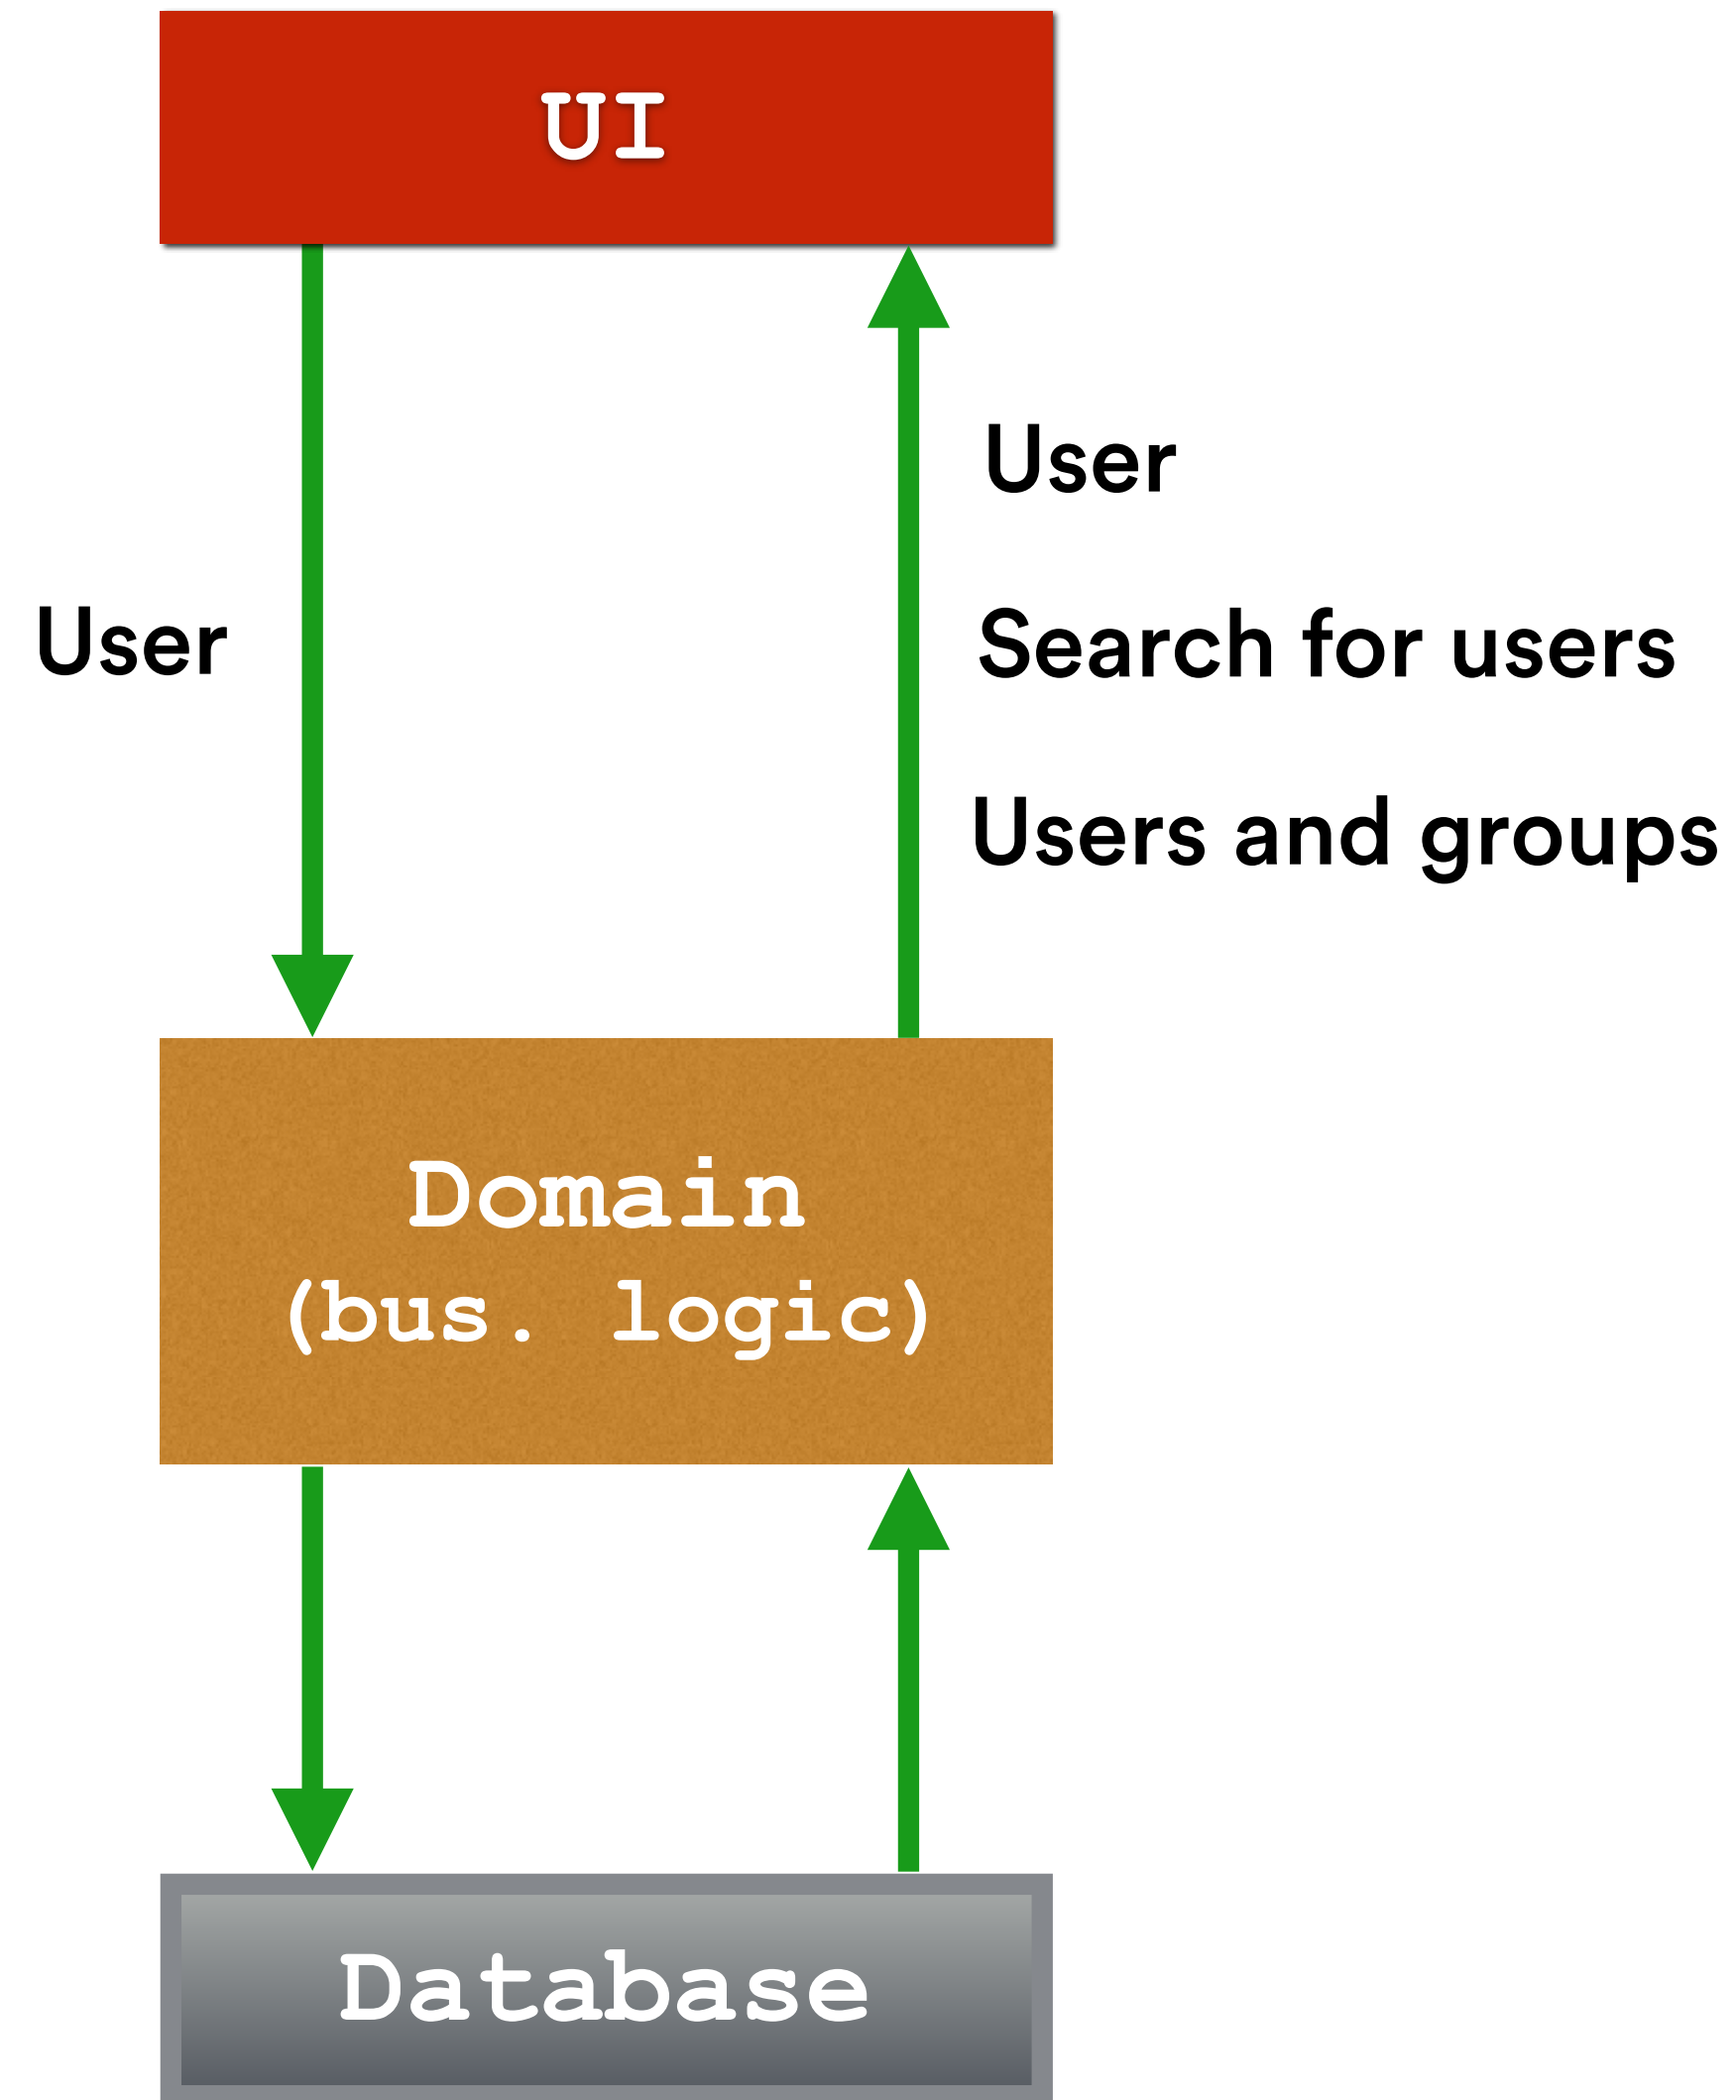 UI
User
User
Search for users
Users and groups
Domain
(bus. logic)
Database